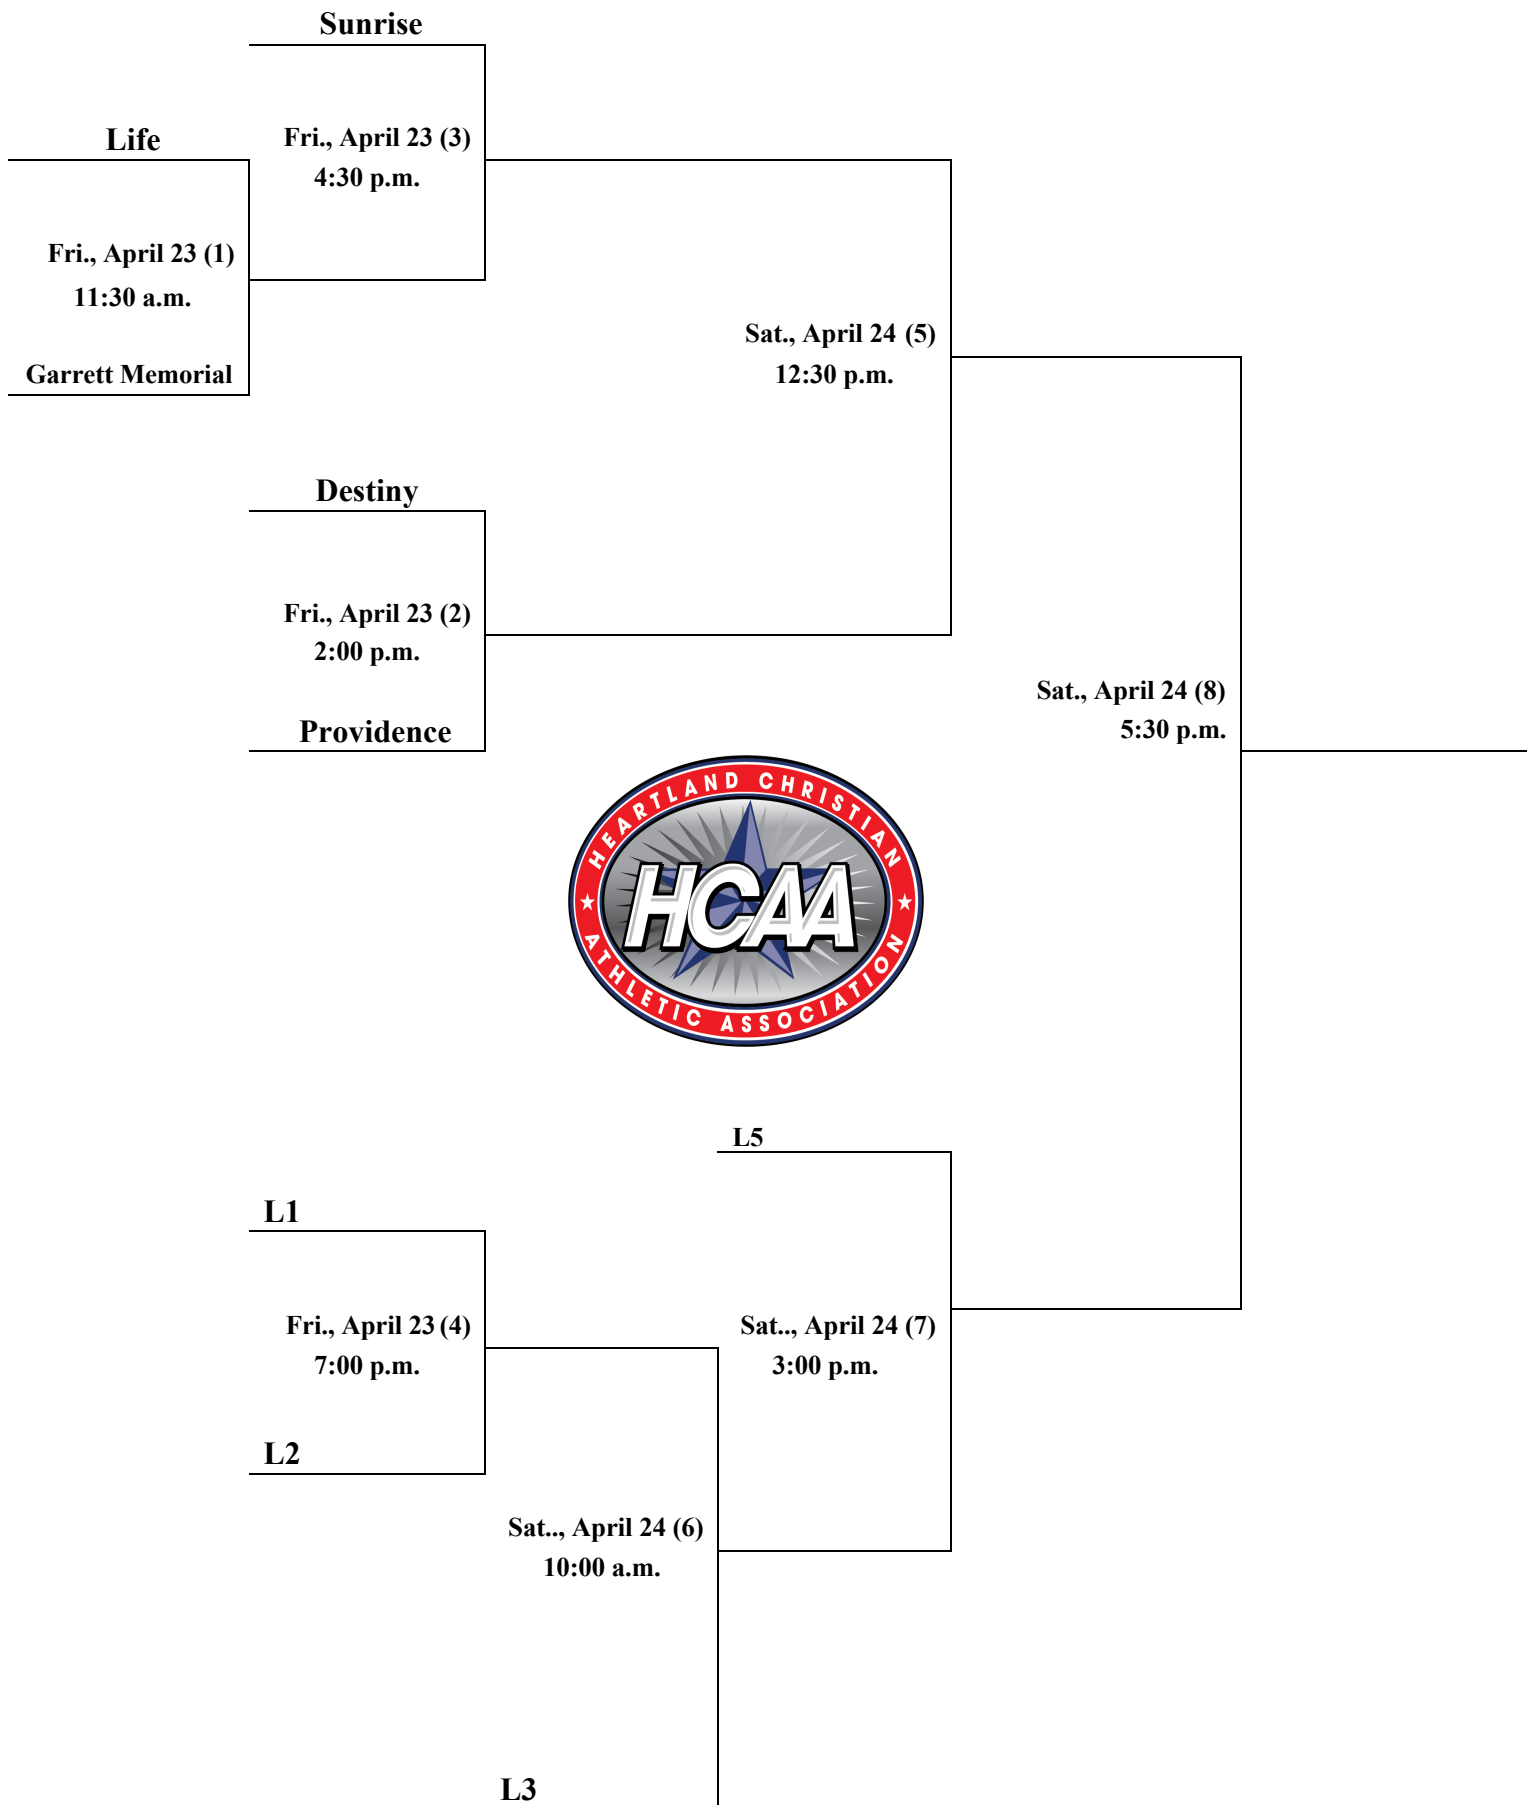 Sunrise
Life
Fri., April 23 (3)
4:30 p.m.
Fri., April 23 (1)
11:30 a.m.
Garrett Memorial
Sat., April 24 (5)
12:30 p.m.
Destiny
Fri., April 23 (2)
2:00 p.m.
Providence
Sat., April 24 (8)
5:30 p.m.
HEARTLAND CHRISTIAN
HCAA
ATHLETIC ASSOCIATION
L5
L1
Fri., April 23 (4)
7:00 p.m.
Sat.., April 24 (7)
3:00 p.m.
L2
Sat.., April 24 (6)
10:00 a.m.
L3